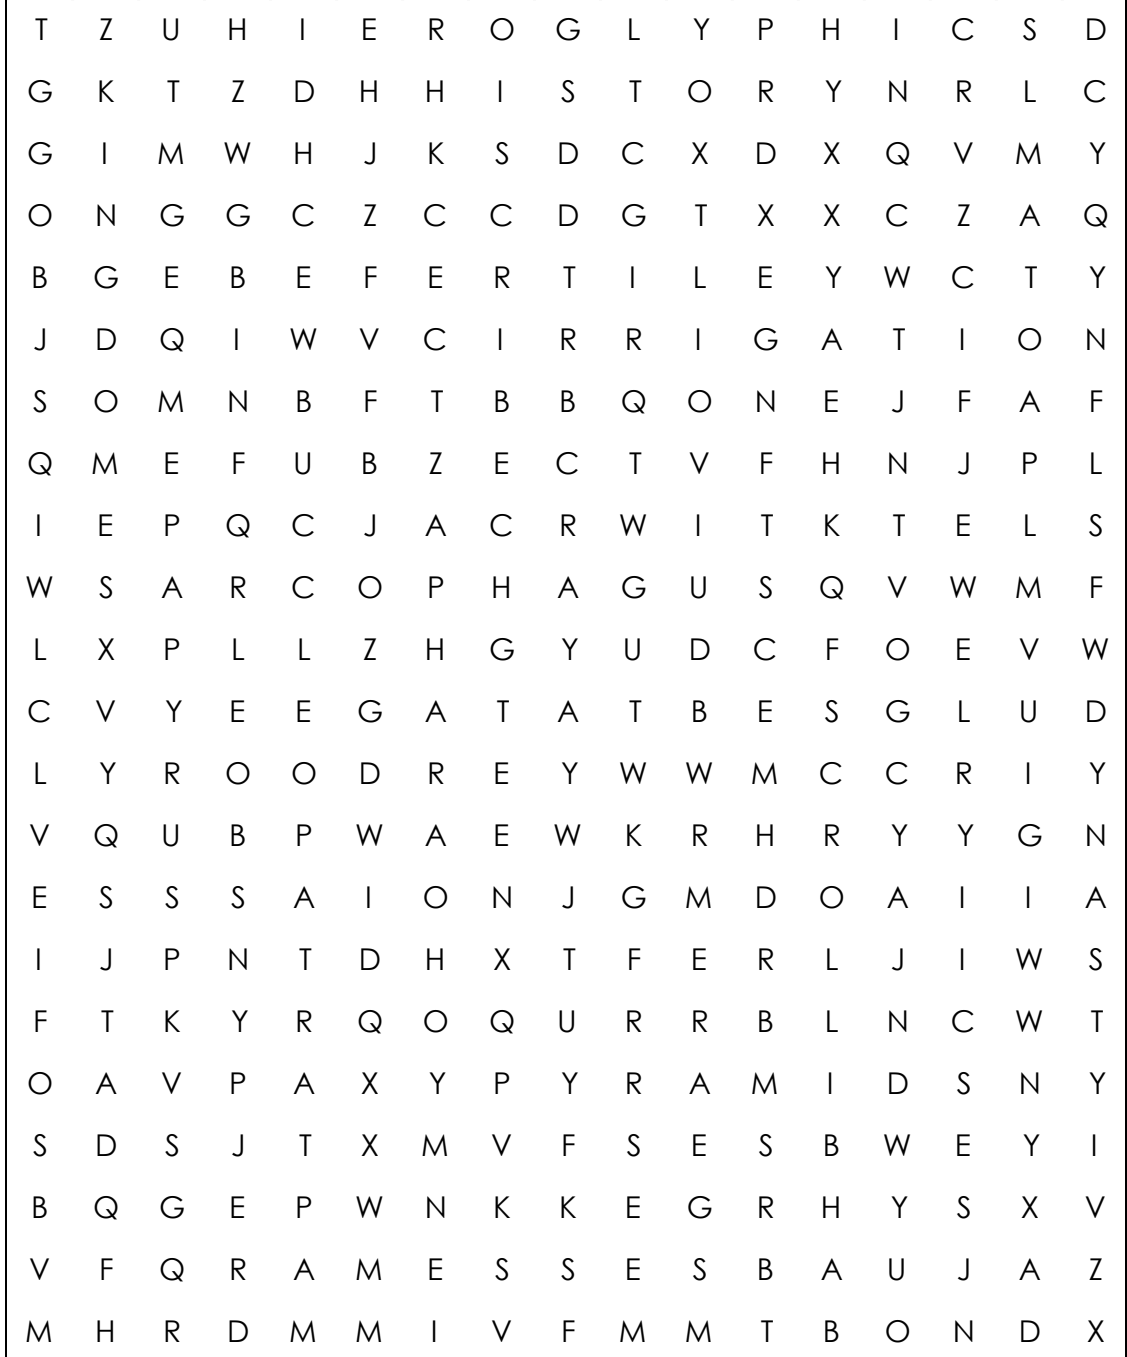 T Z U H I E R O G L Y P H I C S D
G K T Z D H H I S T O R Y N R L C
G I M W H J K S D C X D X Q V M Y
O N G G C Z C C D G T X X C Z A Q
B G E B E F E R T I L E Y W C T Y
J D Q I W V C I R R I G A T I O N
S O M N B F T B B Q O N E J F A F
Q M E F U B Z E C T V F H N J P L
I E P Q C J A C R W I T K T E L S
W S A R C O P H A G U S Q V W M F
L X P L L Z H G Y U D C F O E V W
C V Y E E G A T A T B E S G L U D
L Y R O O D R E Y W W M C C R I Y
V Q U B P W A E W K R H R Y Y G N
E S S S A I O N J G M D O A I I A
I J P N T D H X T F E R L J I W S
F T K Y R Q O Q U R R B L N C W T
O A V P A X Y P Y R A M I D S N Y
S D S J T X M V F S E S B W E Y I
B Q G E P W N K K E G R H Y S X V
V F Q R A M E S S E S B A U J A Z
M H R D M M I V F M M T B O N D X